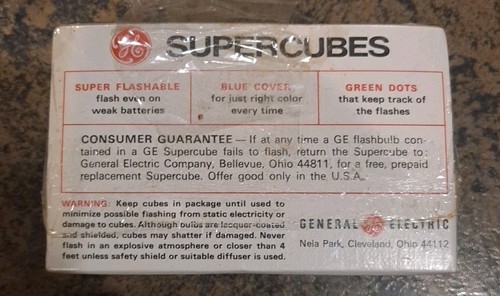 GE SUPERCUBES
SUPER FLASHABLE
flash even on
weak batteries
BLUE COVER
for just right color
every time
GREEN DOTS
that keep track of
the flashes
CONSUMER GUARANTEE — If at any time a GE flashbulb con-
tained in a GE Supercube fails to flash, return the Supercube to:
General Electric Company, Bellevue, Ohio 44811, for a free, prepaid
replacement Supercube. Offer good only in the U.S.A.
WARNING: Keep cubes in package until used to
minimize possible flashing from static electricity or
damage to cubes. Although bulbs are lacquer-coated
and shielded, cubes may shatter if damaged. Never
flash in an explosive atmosphere or closer than 4
feet unless safety shield or suitable diffuser is used.
GENERAL GE ELECTRIC
Nela Park, Cleveland, Ohio 44112